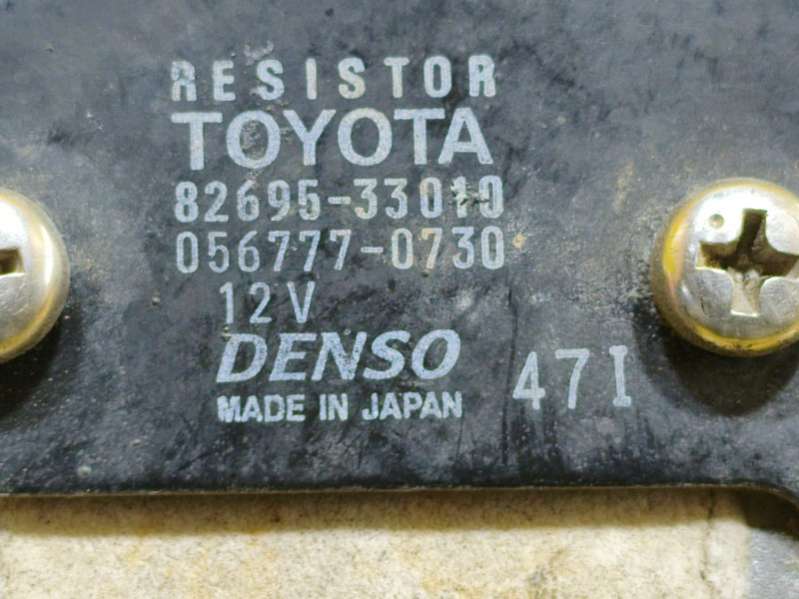 RESISTOR
TOYOTA
82695-33010
056777-0730
12V
DENSO
MADE IN JAPAN 47I